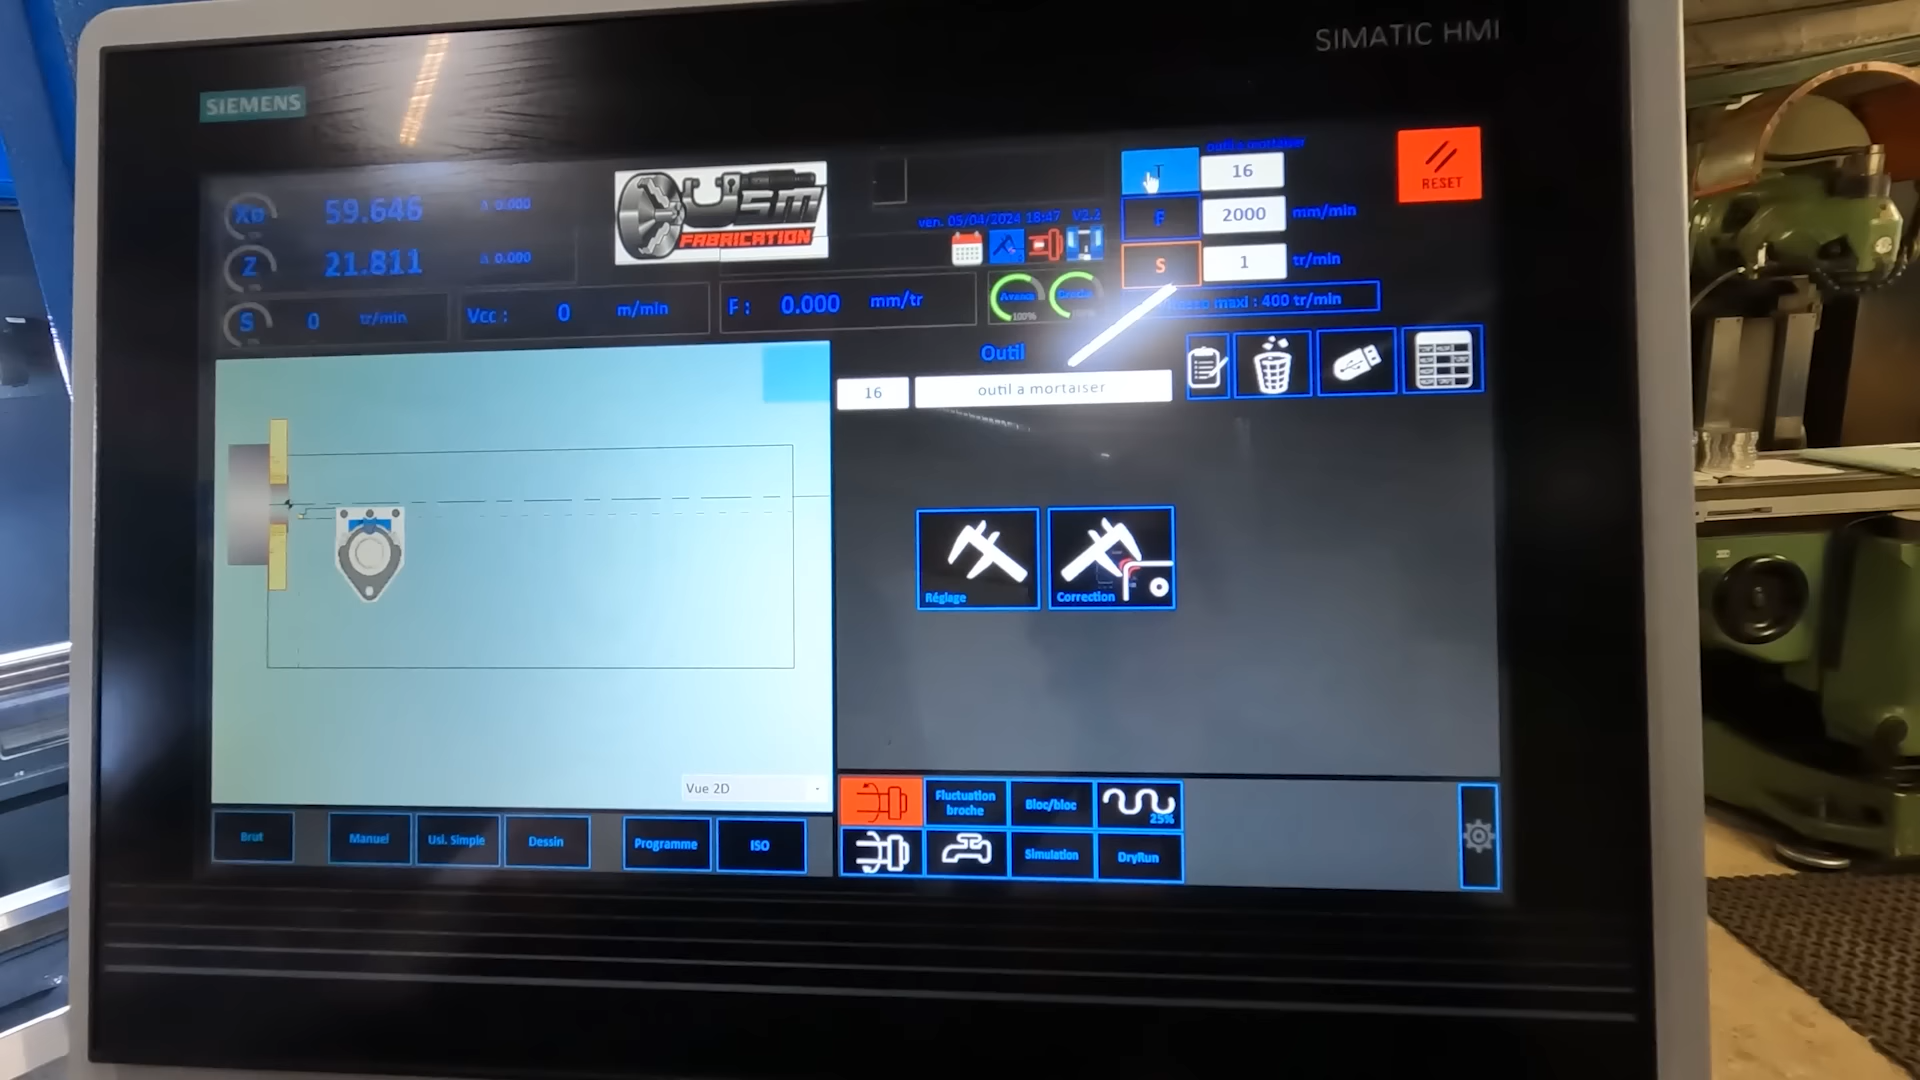 SIMATIC HMI
SIEMENS
outil a mortaiser
T 16
RESET
XØ 59.646 Δ 0.000
USM
FABRICATION
ven. 05/04/2024 18:47 V2.2
F 2000 mm/min
Z 21.811 Δ 0.000
S 1 tr/min
S 0 tr/min
Vcc : 0 m/min
F : 0.000 mm/tr
Avance
100%
maxi : 400 tr/min
Outil
16 outil a mortaiser
Réglage
Correction
Vue 2D
Fluctuation broche
Bloc/bloc
25%
Brut
Manuel
Usi. Simple
Dessin
Programme
ISO
Simulation
DryRun